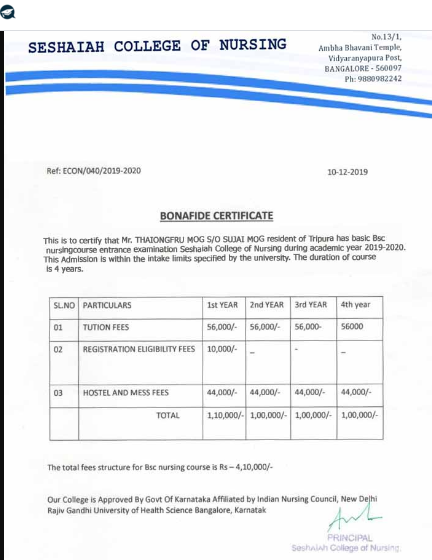 SESHAIAH COLLEGE OF NURSING
No.13/1,
Ambha Bhavani Temple,
Vidyaranyapura Post,
BANGALORE - 560097
Ph: 9880982242
Ref: ECON/040/2019-2020
10-12-2019
BONAFIDE CERTIFICATE
This is to certify that Mr. THAIONGFRU MOG S/O SUJAI MOG resident of Tripura has basic Bsc
nursingcourse entrance examination Seshaiah College of Nursing during academic year 2019-2020.
This Admission is within the intake limits specified by the university. The duration of course
is 4 years.
SL.NO PARTICULARS 1st YEAR 2nd YEAR 3rd YEAR 4th year
01 TUTION FEES 56,000/- 56,000/- 56,000- 56000
02 REGISTRATION ELIGIBILITY FEES 10,000/- _ - _
03 HOSTEL AND MESS FEES 44,000/- 44,000/- 44,000/- 44,000/-
TOTAL 1,10,000/- 1,00,000/- 1,00,000/- 1,00,000/-
The total fees structure for Bsc nursing course is Rs – 4,10,000/-
Our College is Approved By Govt Of Karnataka Affiliated by Indian Nursing Council, New Delhi
Rajiv Gandhi University of Health Science Bangalore, Karnatak
PRINCIPAL
Seshaiah College of Nursing